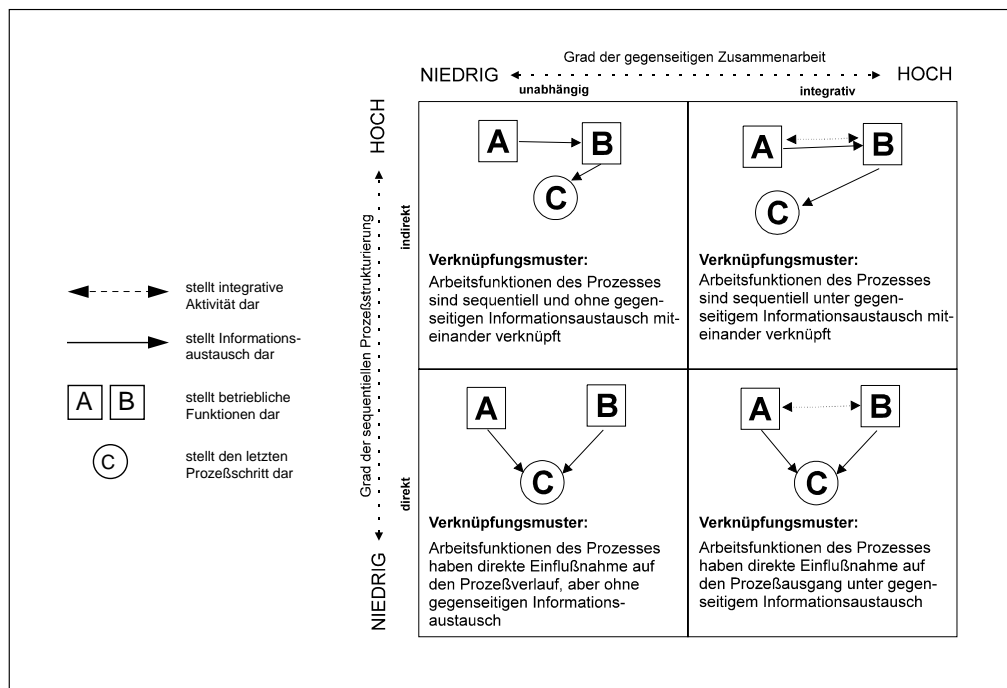 Grad der gegenseitigen Zusammenarbeit
NIEDRIG
HOCH
unabhängig
integrativ
HOCH
indirekt
Grad der sequentiellen Prozeßstrukturierung
direkt
NIEDRIG
stellt integrative
Aktivität dar
stellt Informations-
austausch dar
A B
stellt betriebliche
Funktionen dar
C
stellt den letzten
Prozeßschritt dar
A
B
C
Verknüpfungsmuster:
Arbeitsfunktionen des Prozesses
sind sequentiell und ohne gegen-
seitigen Informationsaustausch mit-
einander verknüpft
A
B
C
Verknüpfungsmuster:
Arbeitsfunktionen des Prozesses
sind sequentiell unter gegen-
seitigem Informationsaustausch mit-
einander verknüpft
A
B
C
Verknüpfungsmuster:
Arbeitsfunktionen des Prozesses
haben direkte Einflußnahme auf
den Prozeßverlauf, aber ohne
gegenseitigen Informations-
austausch
A
B
C
Verknüpfungsmuster:
Arbeitsfunktionen des Prozesses
haben direkte Einflußnahme auf
den Prozeßausgang unter gegen-
seitigem Informationsaustausch